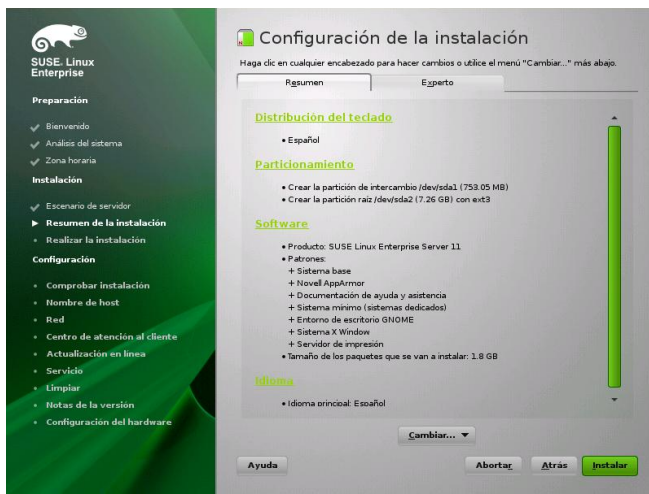 SUSE. Linux
Enterprise
Preparación
Bienvenido
Análisis del sistema
Zona horaria
Instalación
Escenario de servidor
Resumen de la instalación
Realizar la instalación
Configuración
Comprobar instalación
Nombre de host
Red
Centro de atención al cliente
Actualización en línea
Servicio
Limpiar
Notas de la versión
Configuración del hardware
Configuración de la instalación
Haga clic en cualquier encabezado para hacer cambios o utilice el menú "Cambiar..." más abajo.
Resumen
Experto
Distribución del teclado
• Español
Particionamiento
• Crear la partición de intercambio /dev/sda1 (753.05 MB)
• Crear la partición raíz /dev/sda2 (7.26 GB) con ext3
Software
• Producto: SUSE Linux Enterprise Server 11
• Patrones:
+ Sistema base
+ Novell AppArmor
+ Documentación de ayuda y asistencia
+ Sistema mínimo (sistemas dedicados)
+ Entorno de escritorio GNOME
+ Sistema X Window
+ Servidor de impresión
• Tamaño de los paquetes que se van a instalar: 1.8 GB
Idioma
• Idioma principal: Español
Cambiar...
Ayuda
Abortar
Atrás
Instalar